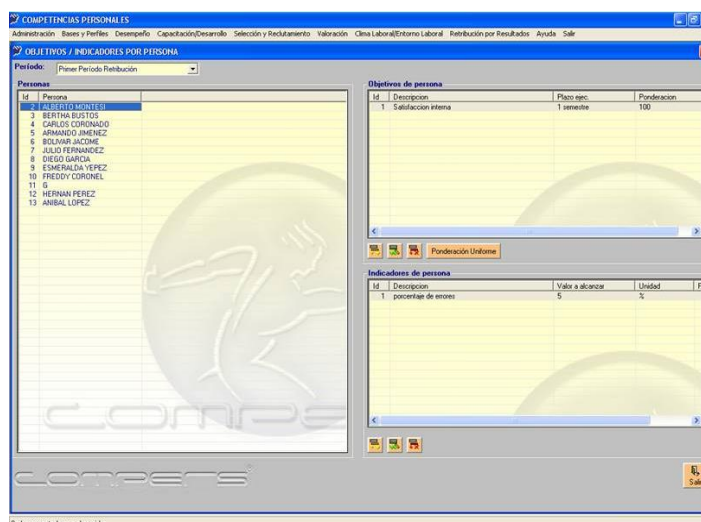 COMPETENCIAS PERSONALES
Administración Bases y Perfiles Desempeño Capacitación/Desarrollo Selección y Reclutamiento Valoración Clima Laboral/Entorno Laboral Retribución por Resultados Ayuda Salir
OBJETIVOS / INDICADORES POR PERSONA
Período: Primer Período Retribución
Personas
Id Persona
2 ALBERTO MONTESI
3 BERTHA BUSTOS
4 CARLOS CORONADO
5 ARMANDO JIMENEZ
6 BOLIVAR JACOME
7 JULIO FERNANDEZ
8 DIEGO GARCIA
9 ESMERALDA YEPEZ
10 FREDDY CORONEL
11 G
12 HERNAN PEREZ
13 ANIBAL LOPEZ
COMPERS
Objetivos de persona
Id Descripcion Plazo ejec. Ponderacion
1 Satisfaccion interna 1 semestre 100
Ponderación Uniforme
Indicadores de persona
Id Descripcion Valor a alcanzar Unidad F
1 porcentaje de errores 5 %
COMPERS®
Salir